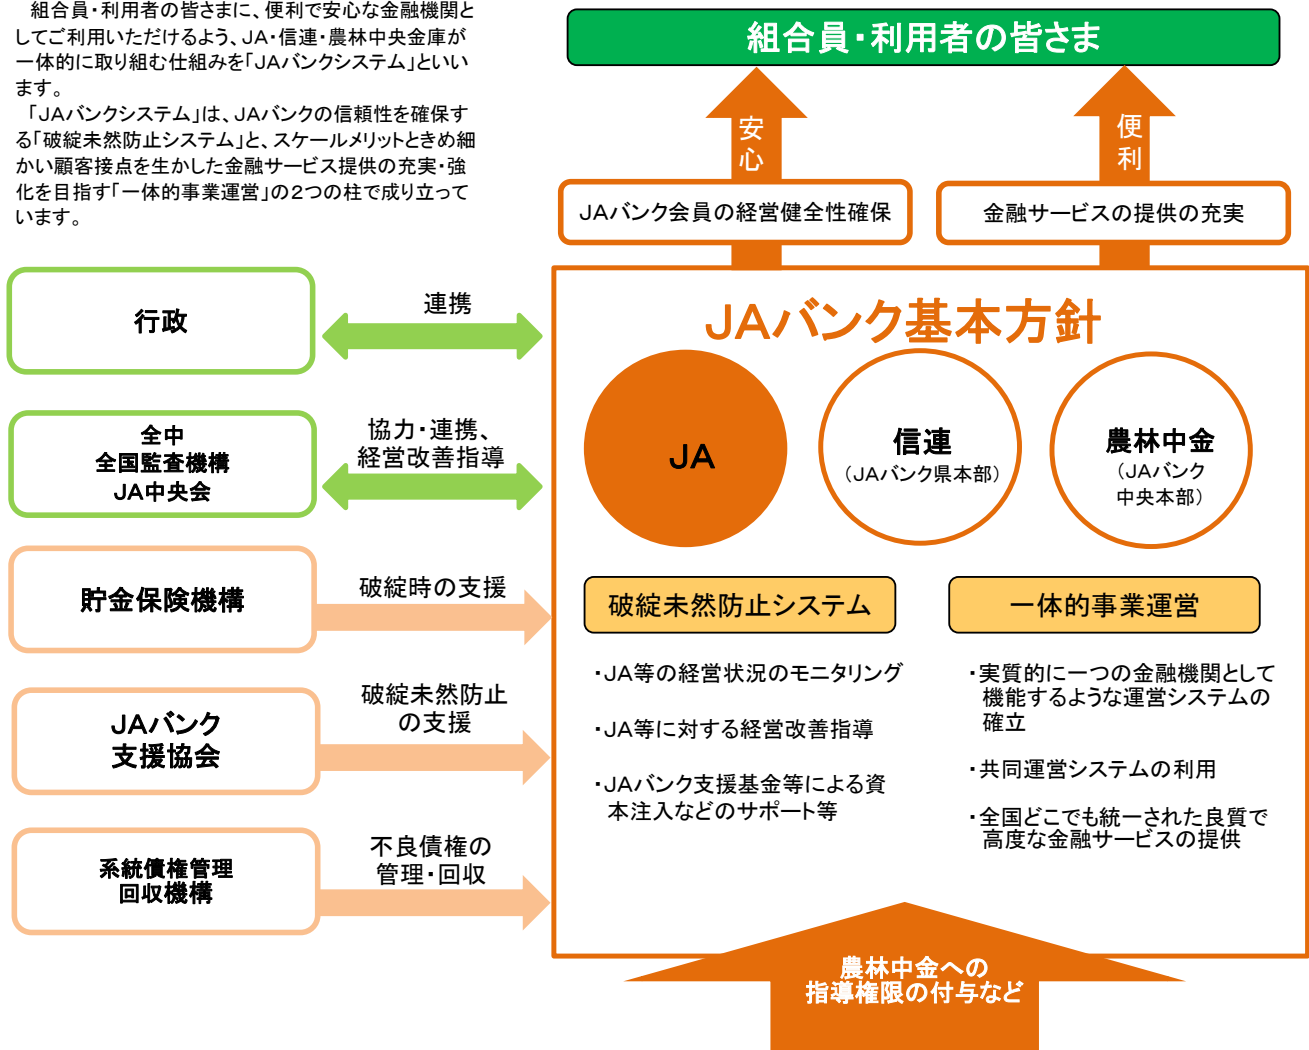 組合員・利用者の皆さまに、便利で安心な金融機関と
してご利用いただけるよう、JA・信連・農林中央金庫が
一体的に取り組む仕組みを「JAバンクシステム」といい
ます。
「JAバンクシステム」は、JAバンクの信頼性を確保す
る「破綻未然防止システム」と、スケールメリットときめ細
かい顧客接点を生かした金融サービス提供の充実・強
化を目指す「一体的事業運営」の2つの柱で成り立って
います。
組合員・利用者の皆さま
安心
便利
JAバンク会員の経営健全性確保
金融サービスの提供の充実
行政
連携
全中
全国監査機構
JA中央会
協力・連携、
経営改善指導
貯金保険機構
破綻時の支援
JAバンク
支援協会
破綻未然防止
の支援
系統債権管理
回収機構
不良債権の
管理・回収
JAバンク基本方針
JA
信連
（JAバンク県本部）
農林中金
（JAバンク
中央本部）
破綻未然防止システム
・JA等の経営状況のモニタリング
・JA等に対する経営改善指導
・JAバンク支援基金等による資
本注入などのサポート等
一体的事業運営
・実質的に一つの金融機関として
機能するような運営システムの
確立
・共同運営システムの利用
・全国どこでも統一された良質で
高度な金融サービスの提供
農林中金への
指導権限の付与など